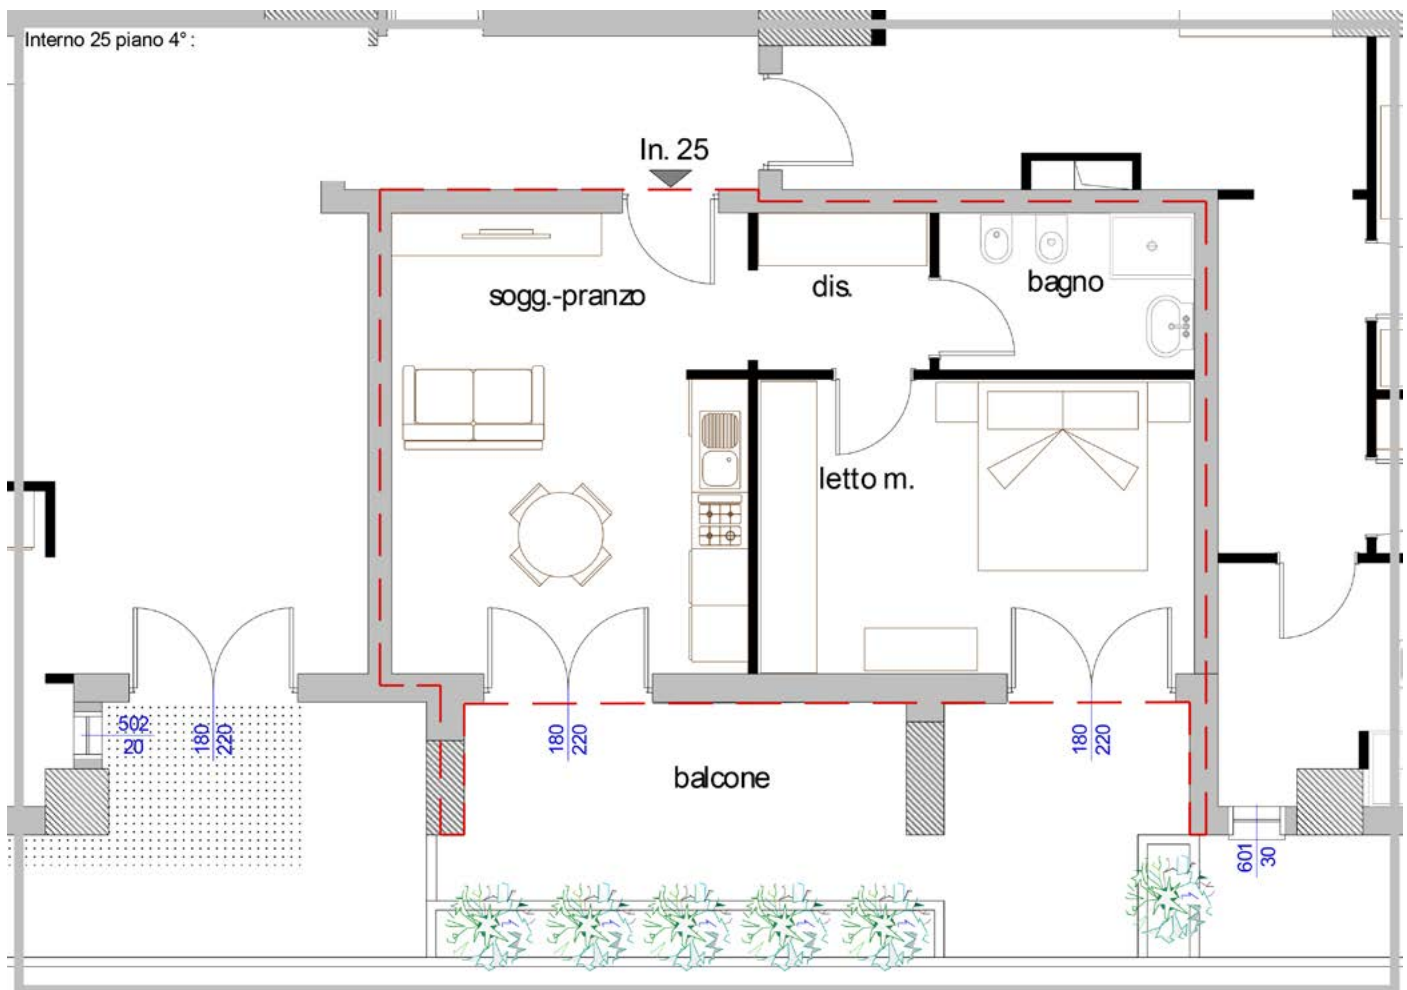 Interno 25 piano 4° :
In. 25
sogg.-pranzo
dis.
bagno
letto m.
502
20
180
220
180
220
180
220
balcone
601
30